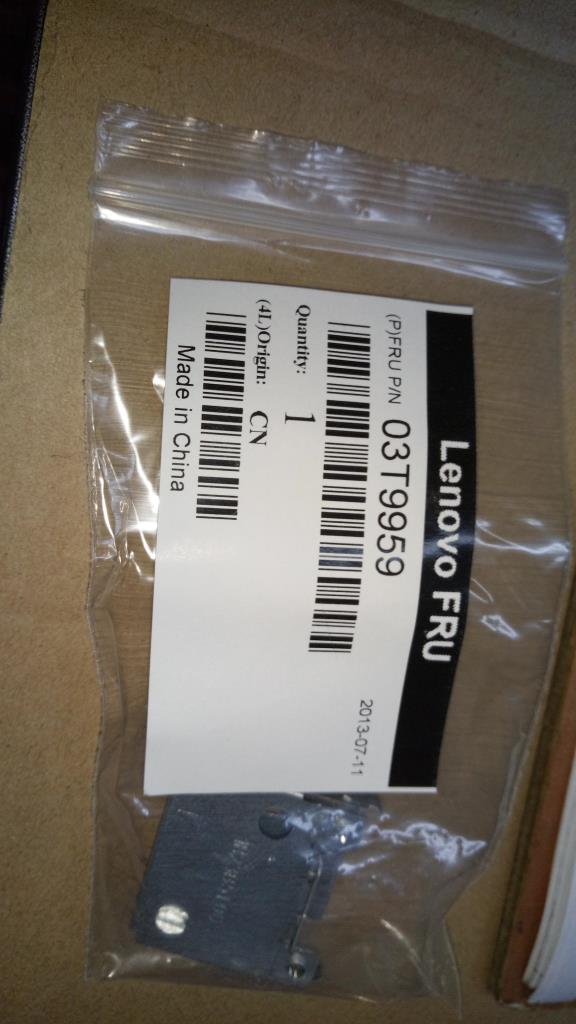 Lenovo FRU
2013-07-11
(P)FRU P/N 03T9959
Quantity: 1
(4L)Origin: CN
Made in China